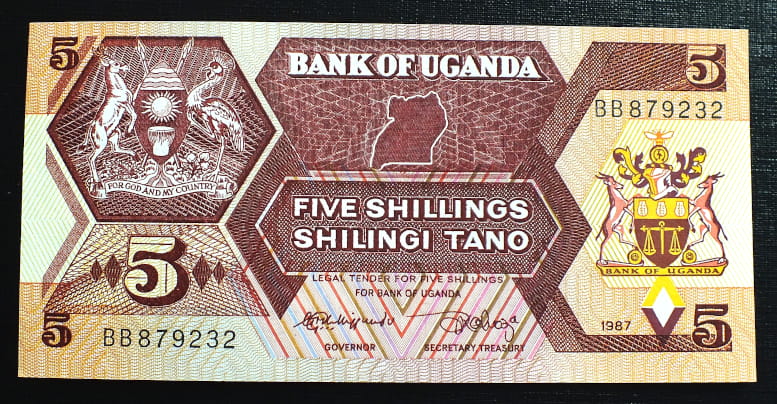 5
BANK OF UGANDA
5
BB879232
FOR GOD AND MY COUNTRY
FIVE SHILLINGS
SHILINGI TANO
BANK OF UGANDA
5
LEGAL TENDER FOR FIVE SHILLINGS
FOR BANK OF UGANDA
5
BB879232
GOVERNOR
SECRETARY TREASURY
1987
5